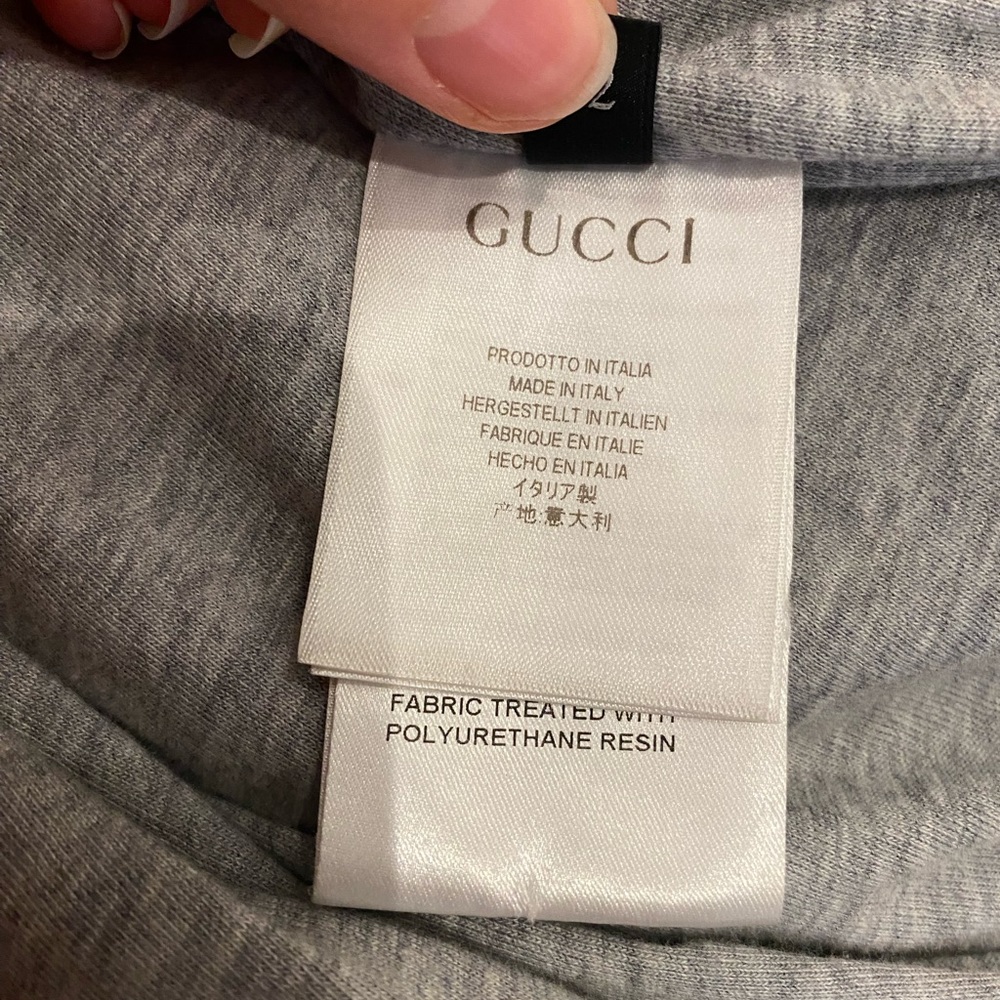 GUCCI
PRODOTTO IN ITALIA
MADE IN ITALY
HERGESTELLT IN ITALIEN
FABRIQUE EN ITALIE
HECHO EN ITALIA
イタリア製
产地:意大利
FABRIC TREATED WITH
POLYURETHANE RESIN